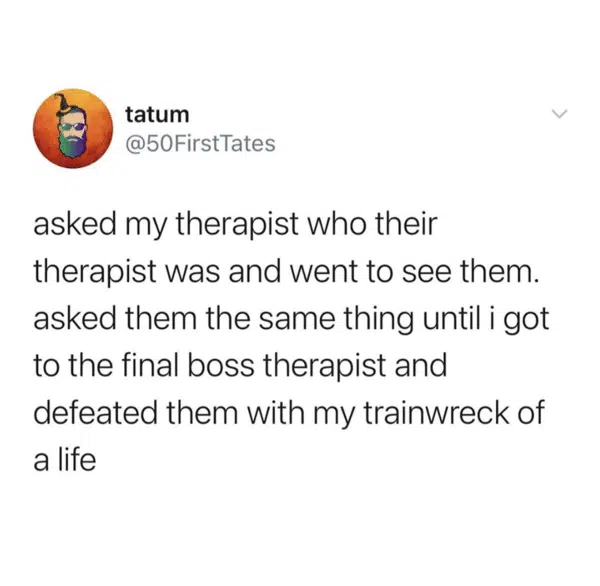 tatum
@50FirstTates
asked my therapist who their
therapist was and went to see them.
asked them the same thing until i got
to the final boss therapist and
defeated them with my trainwreck of
a life